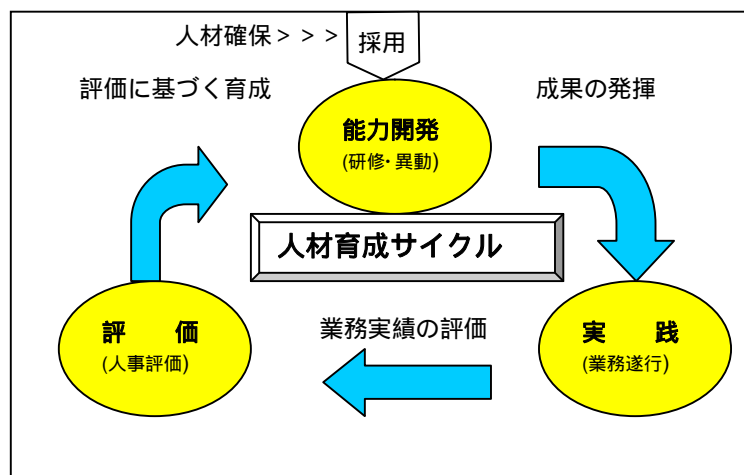 人材確保＞＞＞ 採用
評価に基づく育成
成果の発揮
能力開発
(研修・異動)
人材育成サイクル
評　価
(人事評価)
業務実績の評価
実　践
(業務遂行)